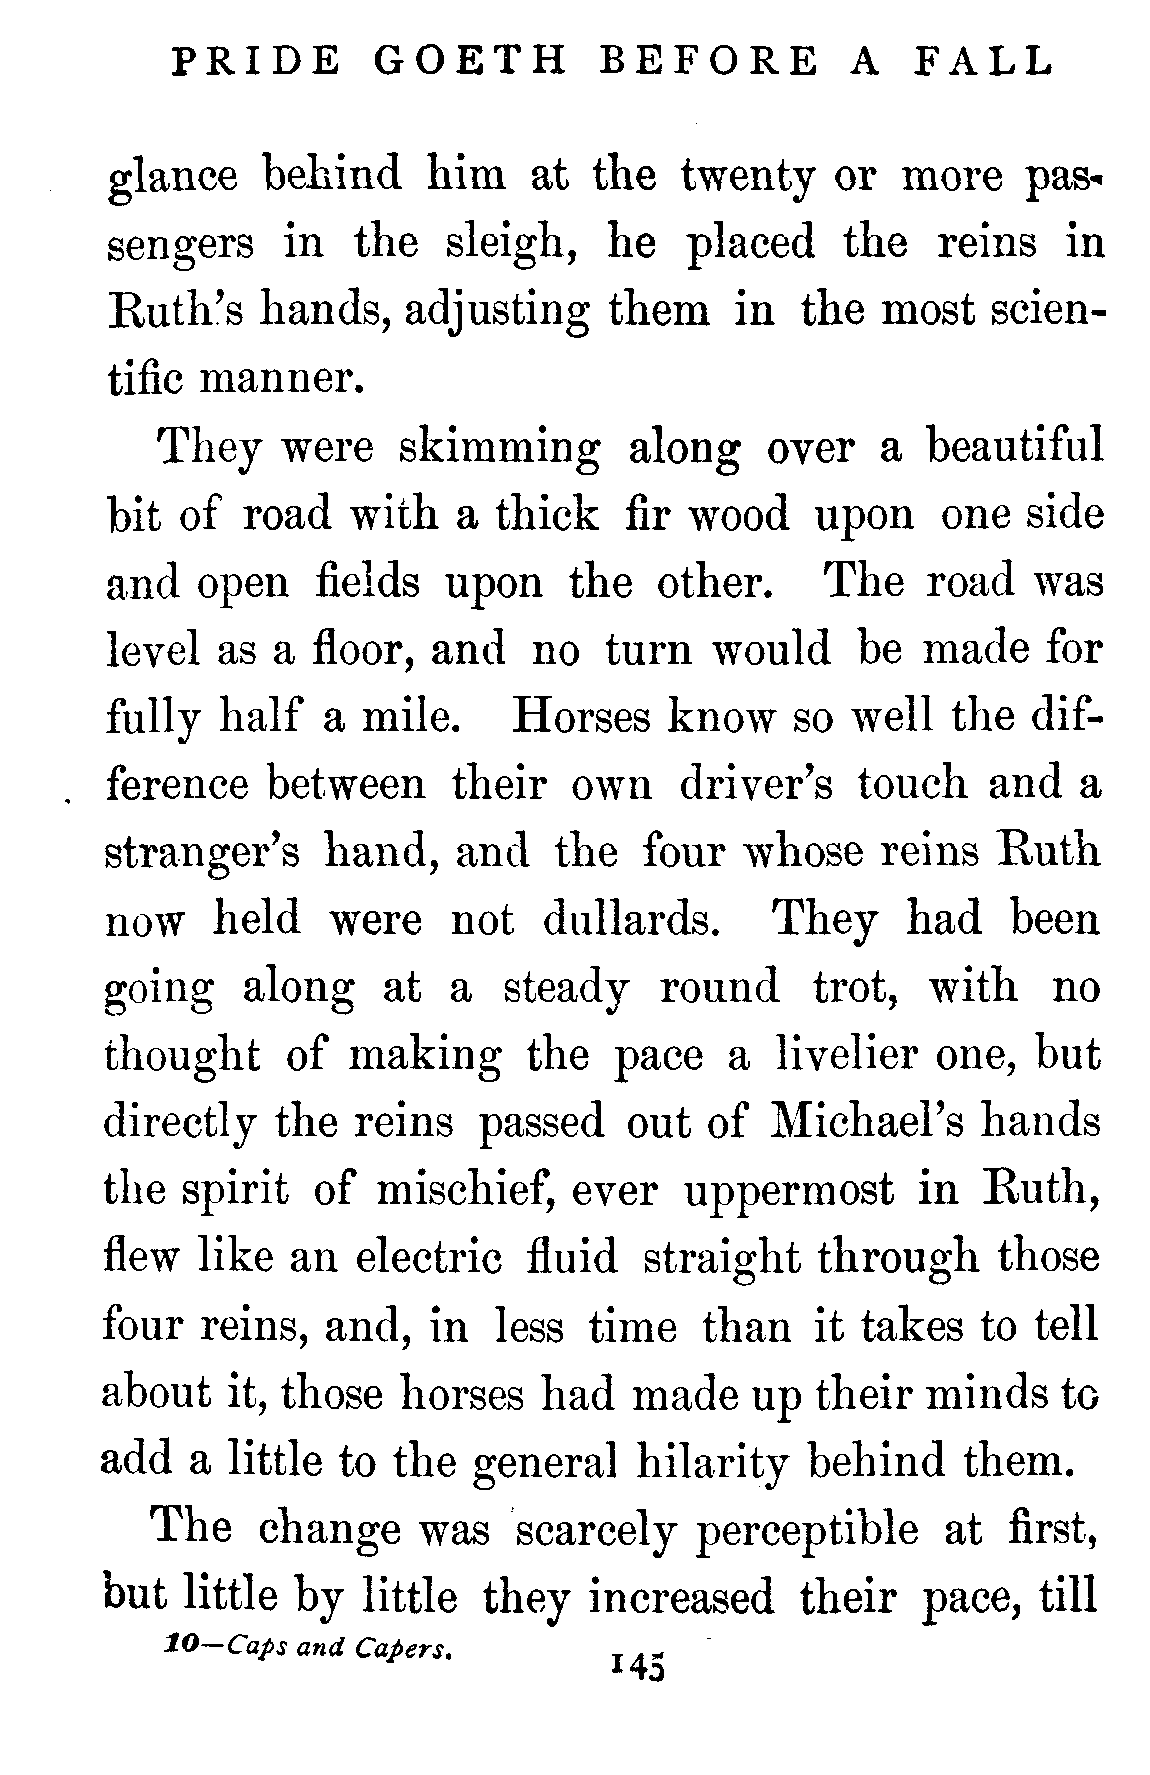 PRIDE GOETH BEFORE A FALL
glance behind him at the twenty or more pas-
sengers in the sleigh, he placed the reins in
Ruth's hands, adjusting them in the most scien-
tific manner.
They were skimming along over a beautiful
bit of road with a thick fir wood upon one side
and open fields upon the other. The road was
level as a floor, and no turn would be made for
fully half a mile. Horses know so well the dif-
ference between their own driver's touch and a
stranger's hand, and the four whose reins Ruth
now held were not dullards. They had been
going along at a steady round trot, with no
thought of making the pace a livelier one, but
directly the reins passed out of Michael's hands
the spirit of mischief, ever uppermost in Ruth,
flew like an electric fluid straight through those
four reins, and, in less time than it takes to tell
about it, those horses had made up their minds to
add a little to the general hilarity behind them.
The change was scarcely perceptible at first,
but little by little they increased their pace, till
10—Caps and Capers.
145